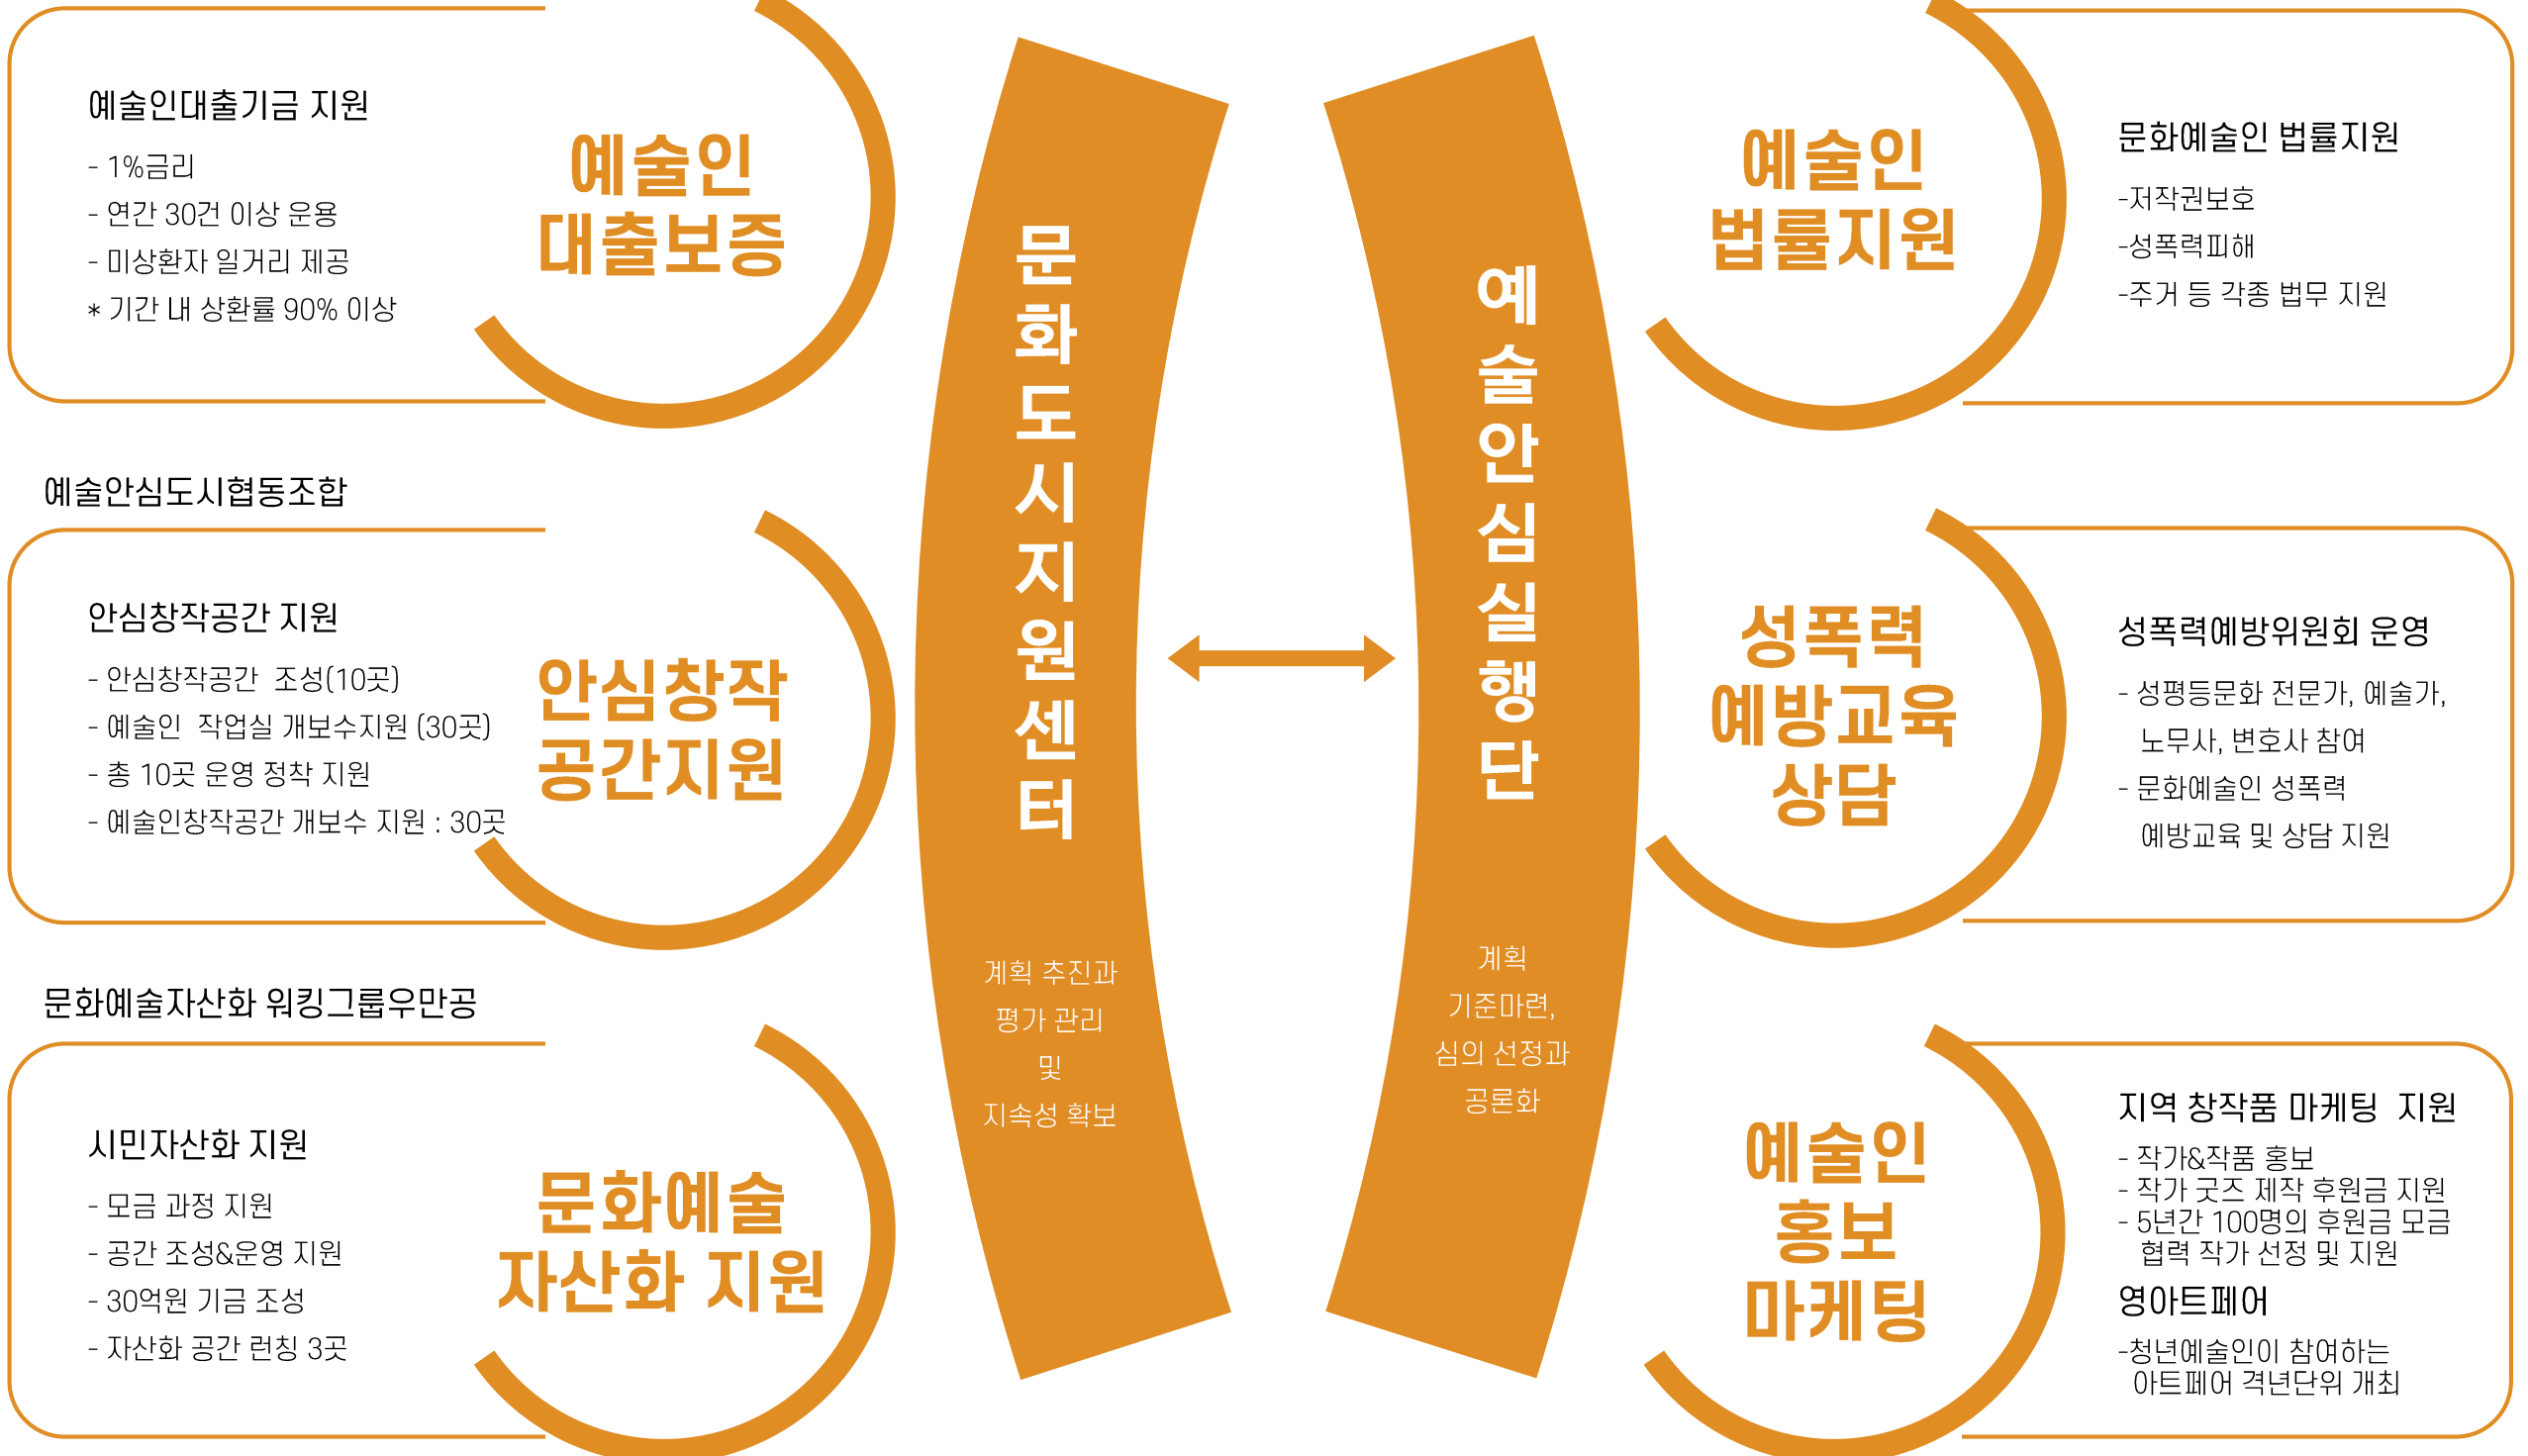 예술인대출기금 지원
- 1%금리
- 연간 30건 이상 운용
- 미상환자 일거리 제공
* 기간 내 상환률 90% 이상
예술인
대출보증
예술안심도시협동조합
안심창작공간 지원
- 안심창작공간 조성(10곳)
- 예술인 작업실 개보수지원 (30곳)
- 총 10곳 운영 정착 지원
- 예술인창작공간 개보수 지원 : 30곳
안심창작
공간지원
문화예술자산화 워킹그룹우만공
시민자산화 지원
- 모금 과정 지원
- 공간 조성&운영 지원
- 30억원 기금 조성
- 자산화 공간 런칭 3곳
문화예술
자산화 지원
문화도시지원센터
계획 추진과
평가 관리
및
지속성 확보
예술안심실행단
계획
기준마련,
심의 선정과
공론화
예술인
법률지원
문화예술인 법률지원
-저작권보호
-성폭력피해
-주거 등 각종 법무 지원
성폭력
예방교육
상담
성폭력예방위원회 운영
- 성평등문화 전문가, 예술가,
노무사, 변호사 참여
- 문화예술인 성폭력
예방교육 및 상담 지원
예술인
홍보
마케팅
지역 창작품 마케팅 지원
- 작가&작품 홍보
- 작가 굿즈 제작 후원금 지원
- 5년간 100명의 후원금 모금
협력 작가 선정 및 지원
영아트페어
-청년예술인이 참여하는
아트페어 격년단위 개최